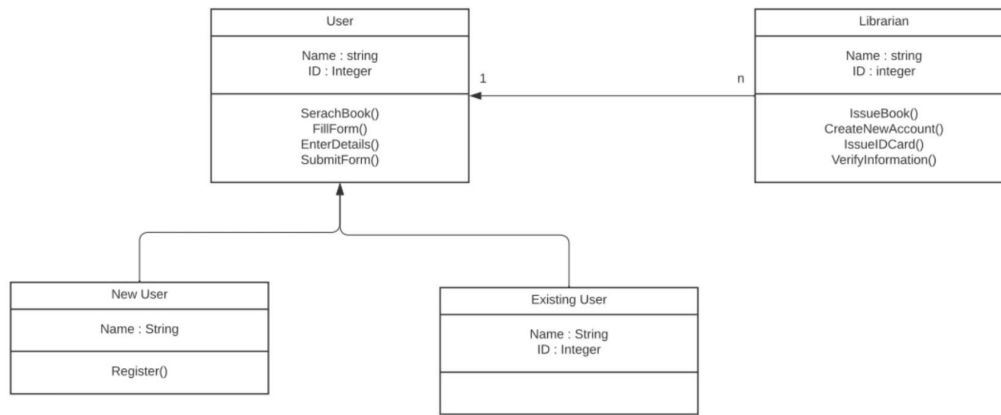 User
Name : string
ID : Integer
SerachBook()
FillForm()
EnterDetails()
SubmitForm()
1
n
Librarian
Name : string
ID : integer
IssueBook()
CreateNewAccount()
IssueIDCard()
VerifyInformation()
New User
Name : String
Register()
Existing User
Name : String
ID : Integer